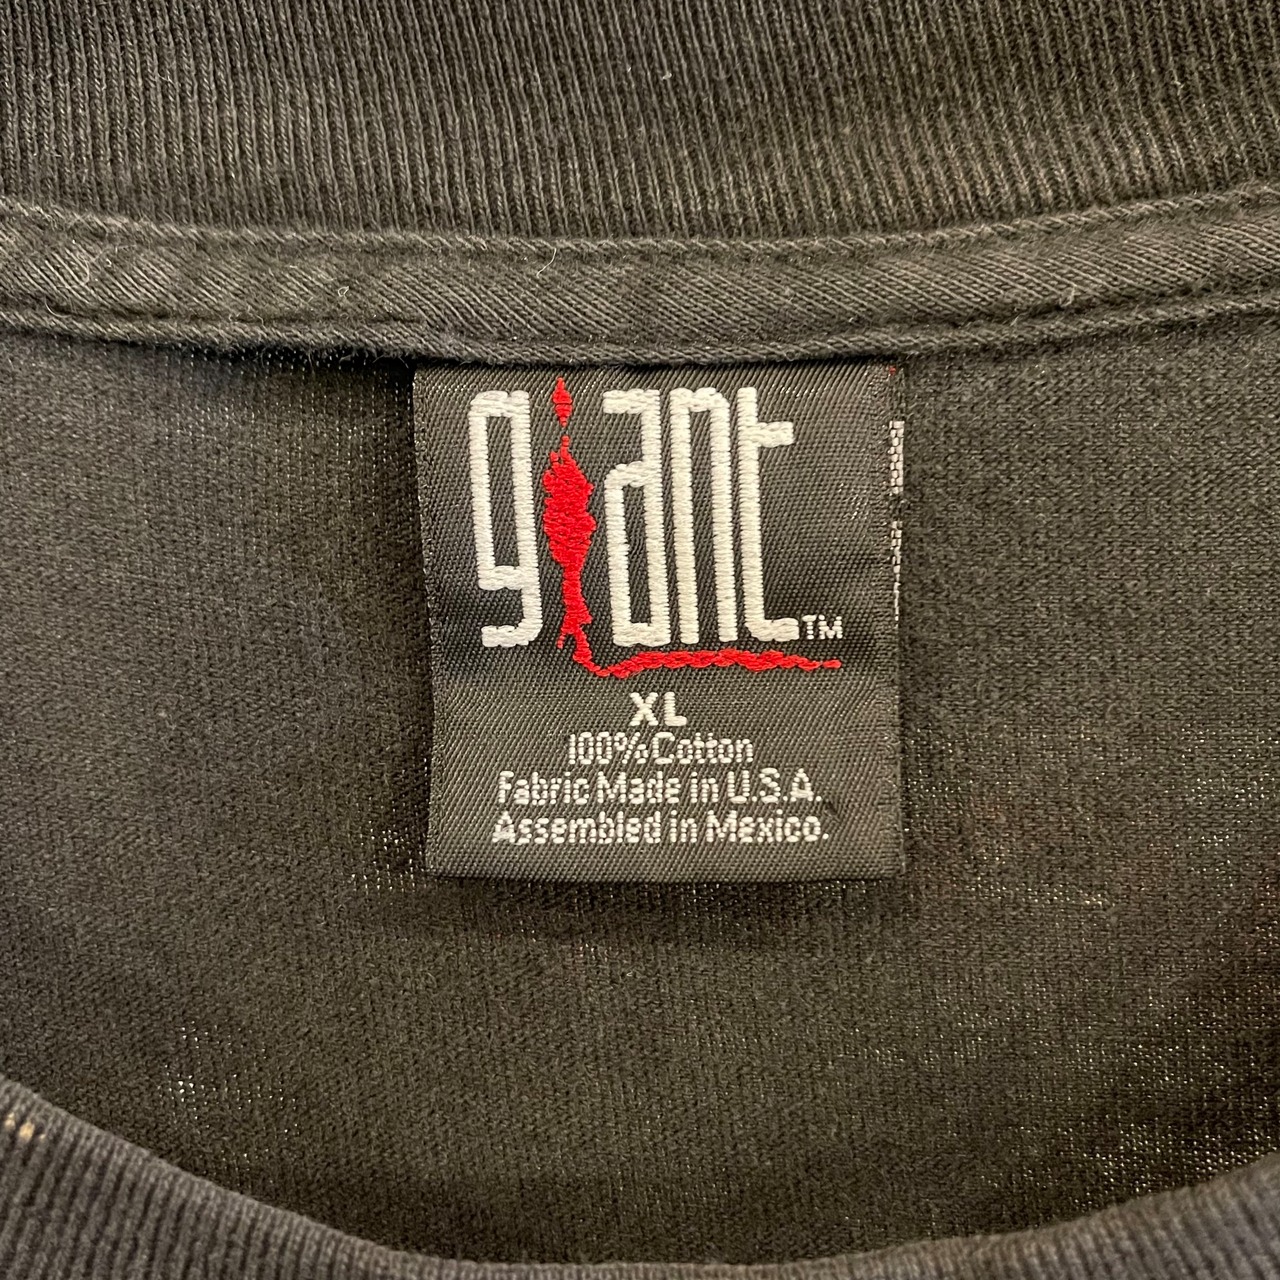 giant™
XL
100% Cotton
Fabric Made in U.S.A.
Assembled in Mexico.